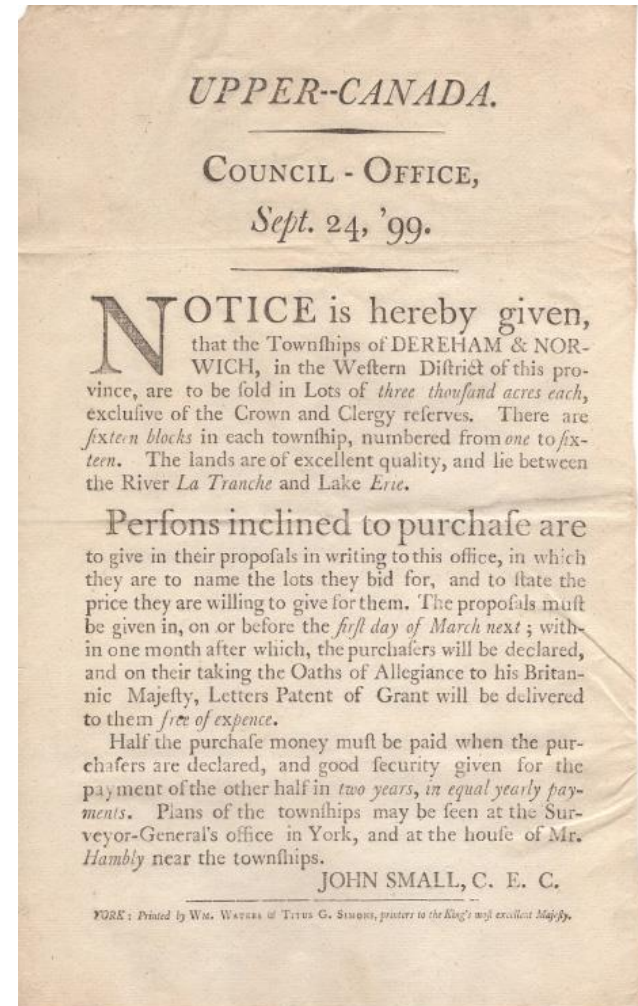 UPPER--CANADA.
COUNCIL - OFFICE,
Sept. 24, '99.
NOTICE is hereby given,
that the Townſhips of DEREHAM & NOR-
WICH, in the Weſtern Diſtrict of this pro-
vince, are to be ſold in Lots of three thouſand acres each,
excluſive of the Crown and Clergy reſerves. There are
ſixteen blocks in each townſhip, numbered from one to ſix-
teen. The lands are of excellent quality, and lie between
the River La Tranche and Lake Erie.
Perſons inclined to purchaſe are
to give in their propoſals in writing to this office, in which
they are to name the lots they bid for, and to ſtate the
price they are willing to give for them. The propoſals muſt
be given in, on or before the firſt day of March next; with-
in one month after which, the purchaſers will be declared,
and on their taking the Oaths of Allegiance to his Britan-
nic Majeſty, Letters Patent of Grant will be delivered
to them free of expence.
Half the purchaſe money muſt be paid when the pur-
chaſers are declared, and good ſecurity given for the
payment of the other half in two years, in equal yearly pay-
ments. Plans of the townſhips may be ſeen at the Sur-
veyor-General's office in York, and at the houſe of Mr.
Hambly near the townſhips.
JOHN SMALL, C. E. C.
YORK: Printed by WM. WATERS & TITUS G. SIMONS, printers to the King's moſt excellent Majeſty.